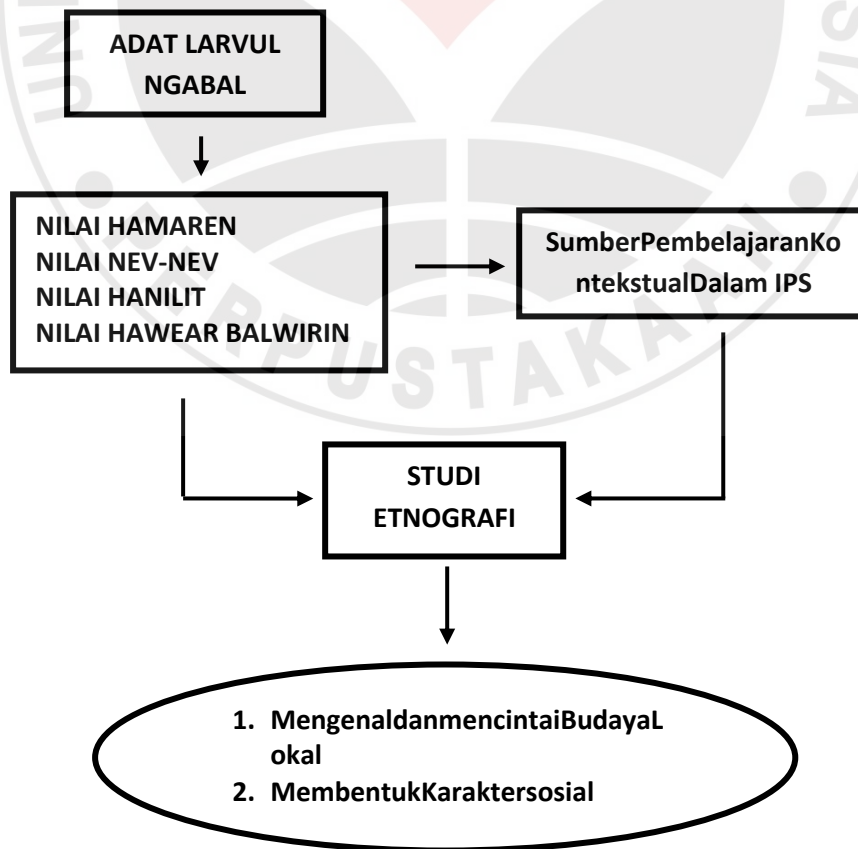 ADAT LARVUL
NGABAL
NILAI HAMAREN
NILAI NEV-NEV
NILAI HANILIT
NILAI HAWEAR BALWIRIN
SumberPembelajaranKo
ntekstualDalam IPS
STUDI
ETNOGRAFI
1. MengenaldanmencintaiBudayaL
okal
2. MembentukKaraktersosial
PERPUSTAKAAN